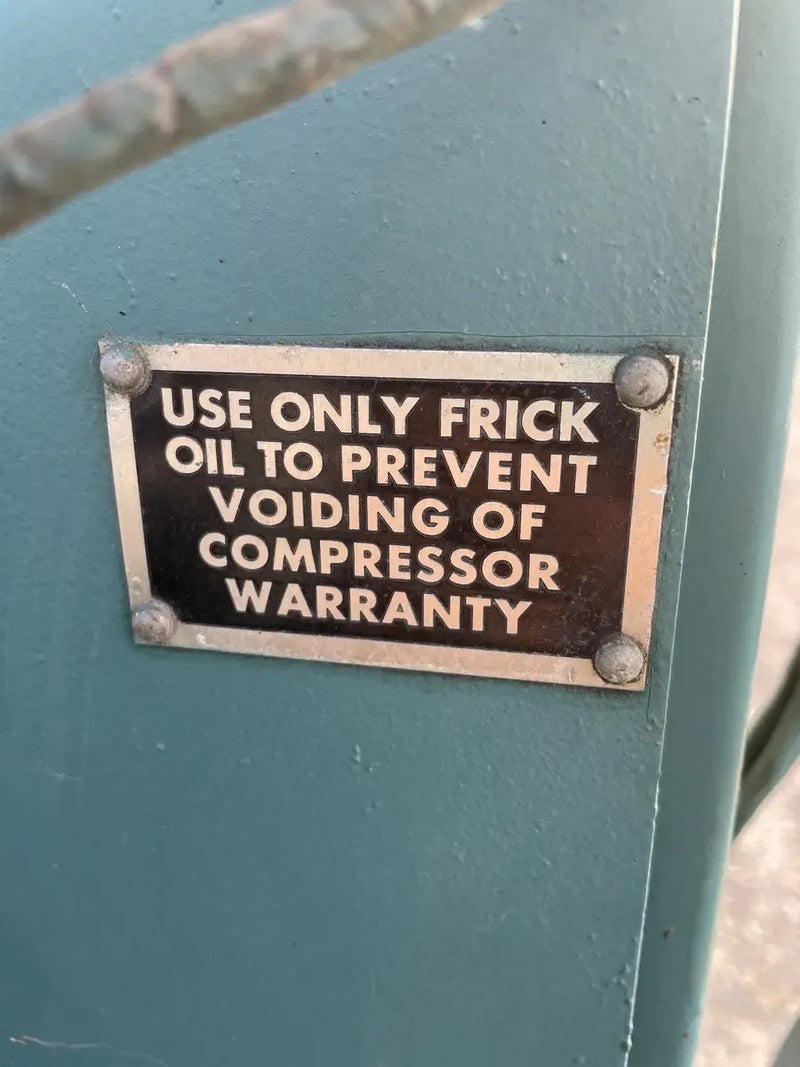 USE ONLY FRICK
OIL TO PREVENT
VOIDING OF
COMPRESSOR
WARRANTY